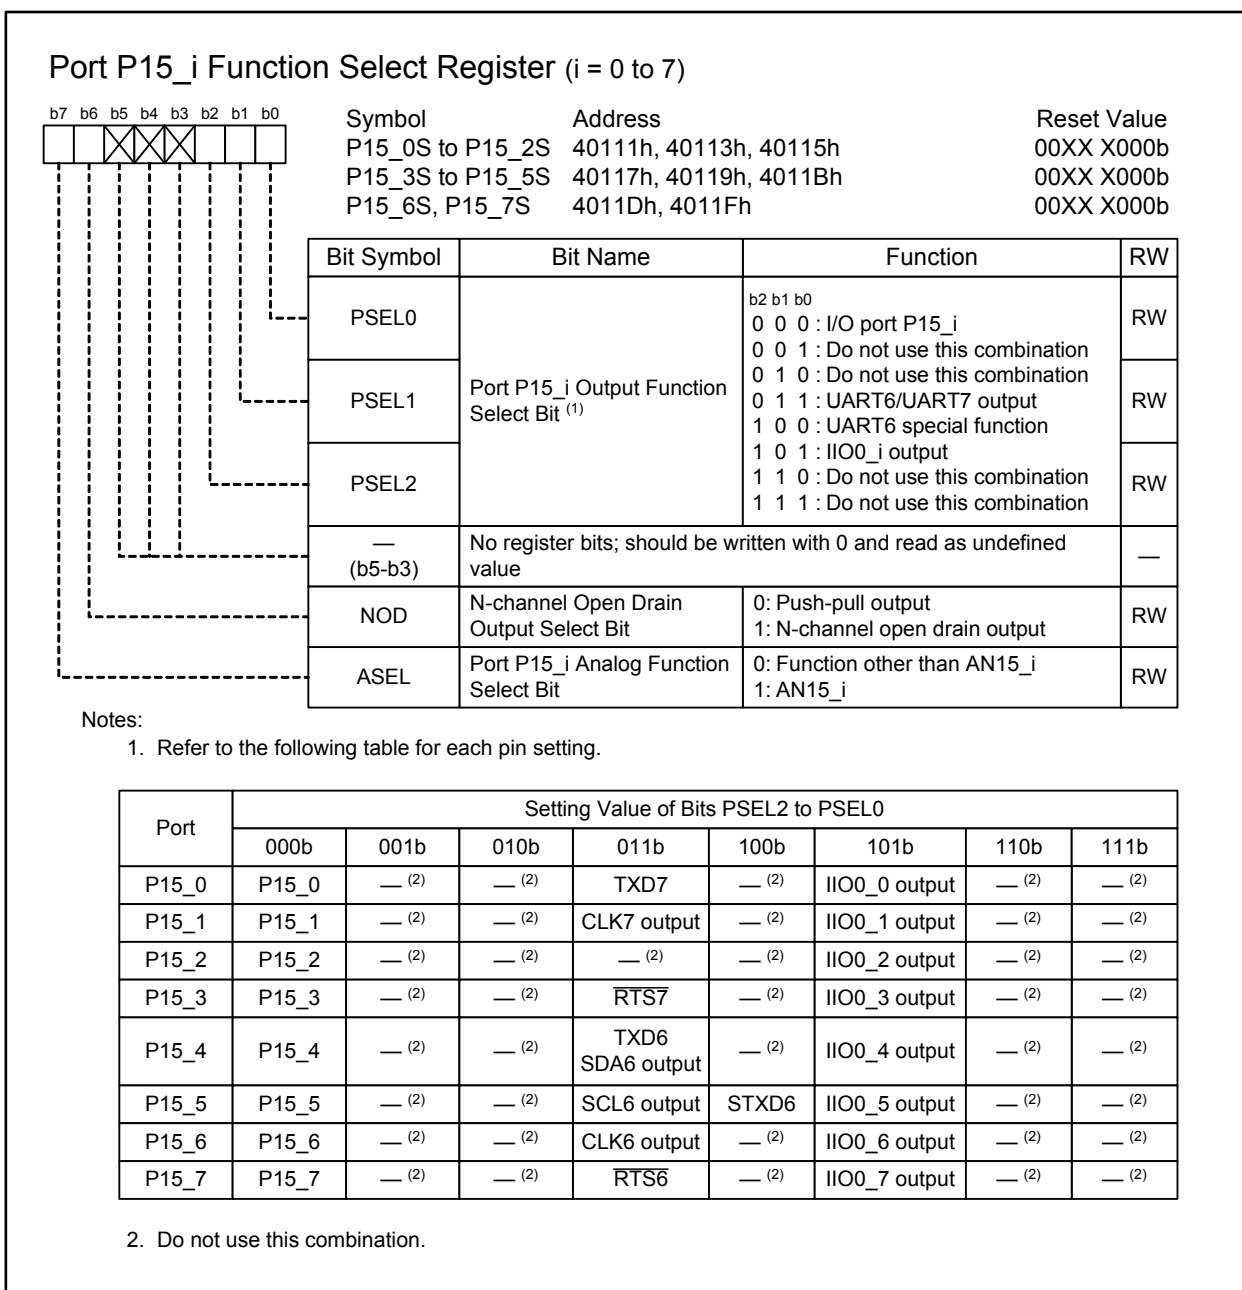 Port P15_i Function Select Register (i = 0 to 7)
b7 b6 b5 b4 b3 b2 b1 b0
Symbol Address Reset Value
P15_0S to P15_2S 40111h, 40113h, 40115h 00XX X000b
P15_3S to P15_5S 40117h, 40119h, 4011Bh 00XX X000b
P15_6S, P15_7S 4011Dh, 4011Fh 00XX X000b
Bit Symbol Bit Name Function RW
PSEL0 RW
PSEL1 RW
PSEL2 RW
Port P15_i Output Function
Select Bit (1)
b2 b1 b0
0 0 0 : I/O port P15_i
0 0 1 : Do not use this combination
0 1 0 : Do not use this combination
0 1 1 : UART6/UART7 output
1 0 0 : UART6 special function
1 0 1 : IIO0_i output
1 1 0 : Do not use this combination
1 1 1 : Do not use this combination
—
(b5-b3)
No register bits; should be written with 0 and read as undefined
value
—
NOD
N-channel Open Drain
Output Select Bit
0: Push-pull output
1: N-channel open drain output
RW
ASEL
Port P15_i Analog Function
Select Bit
0: Function other than AN15_i
1: AN15_i
RW
Notes:
1. Refer to the following table for each pin setting.
Port Setting Value of Bits PSEL2 to PSEL0
000b 001b 010b 011b 100b 101b 110b 111b
P15_0 P15_0 — (2) — (2) TXD7 — (2) IIO0_0 output — (2) — (2)
P15_1 P15_1 — (2) — (2) CLK7 output — (2) IIO0_1 output — (2) — (2)
P15_2 P15_2 — (2) — (2) — (2) — (2) IIO0_2 output — (2) — (2)
P15_3 P15_3 — (2) — (2) RTS7 — (2) IIO0_3 output — (2) — (2)
P15_4 P15_4 — (2) — (2) TXD6 SDA6 output — (2) IIO0_4 output — (2) — (2)
P15_5 P15_5 — (2) — (2) SCL6 output STXD6 IIO0_5 output — (2) — (2)
P15_6 P15_6 — (2) — (2) CLK6 output — (2) IIO0_6 output — (2) — (2)
P15_7 P15_7 — (2) — (2) RTS6 — (2) IIO0_7 output — (2) — (2)
2. Do not use this combination.